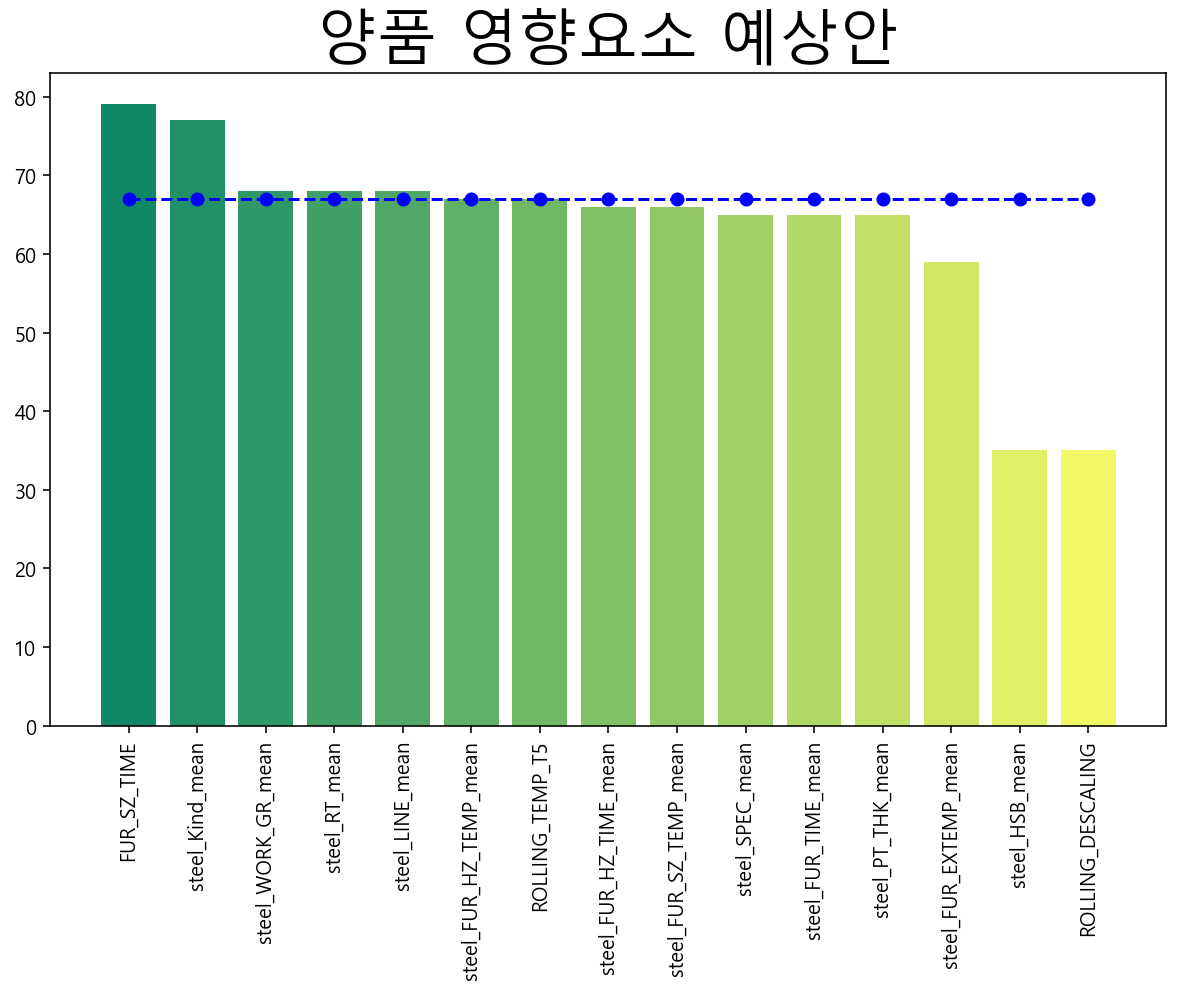 양품 영향요소 예상안
80
70
60
50
40
30
20
10
0
FUR_SZ_TIME
steel_Kind_mean
steel_WORK_GR_mean
steel_RT_mean
steel_LINE_mean
steel_FUR_HZ_TEMP_mean
ROLLING_TEMP_T5
steel_FUR_HZ_TIME_mean
steel_FUR_SZ_TEMP_mean
steel_SPEC_mean
steel_FUR_TIME_mean
steel_PT_THK_mean
steel_FUR_EXTEMP_mean
steel_HSB_mean
ROLLING_DESCALING